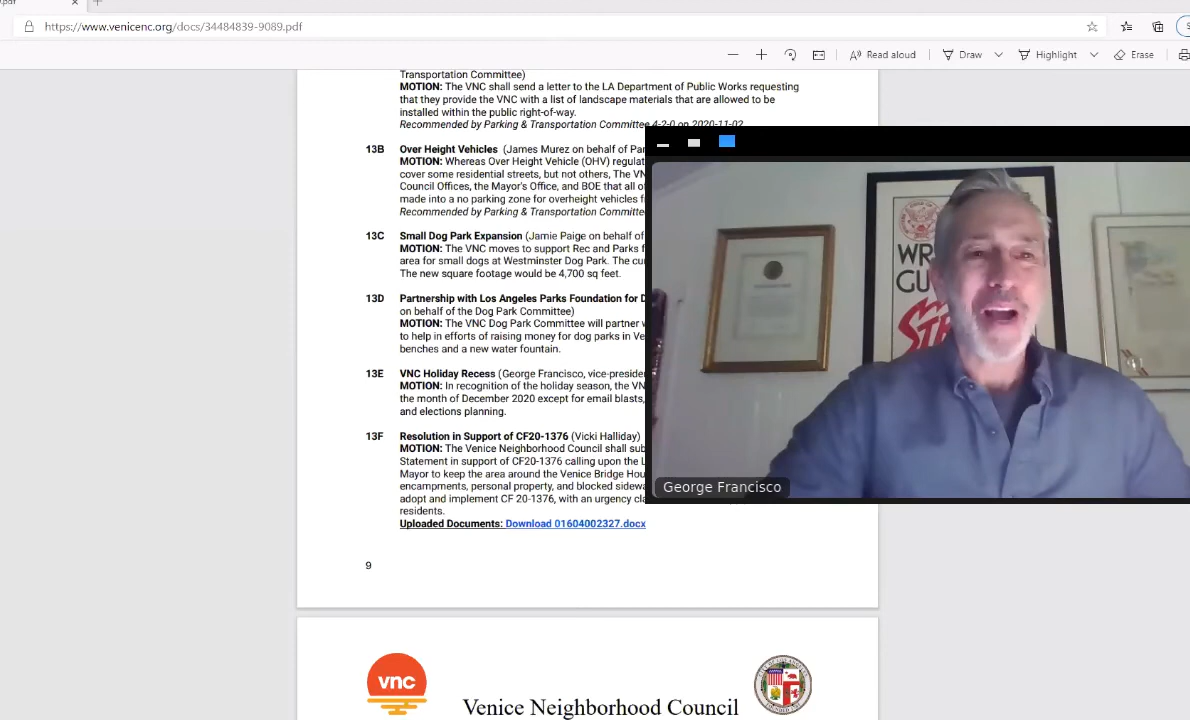 .pdf
https://www.venicenc.org/docs/34484839-9089.pdf
Read aloud
Draw
Highlight
Erase
Transportation Committee)
MOTION: The VNC shall send a letter to the LA Department of Public Works requesting
that they provide the VNC with a list of landscape materials that are allowed to be
installed within the public right-of-way.
Recommended by Parking & Transportation Committee 4-2-0 on 2020-11-02
13B Over Height Vehicles (James Murez on behalf of Par
MOTION: Whereas Over Height Vehicle (OHV) regulat
cover some residential streets, but not others, The VN
Council Offices, the Mayor's Office, and BOE that all of
made into a no parking zone for overheight vehicles f
Recommended by Parking & Transportation Committe
13C Small Dog Park Expansion (Jamie Paige on behalf of
MOTION: The VNC moves to support Rec and Parks f
area for small dogs at Westminster Dog Park. The cu
The new square footage would be 4,700 sq feet.
13D Partnership with Los Angeles Parks Foundation for D
on behalf of the Dog Park Committee)
MOTION: The VNC Dog Park Committee will partner w
to help in efforts of raising money for dog parks in Ve
benches and a new water fountain.
13E VNC Holiday Recess (George Francisco, vice-preside
MOTION: In recognition of the holiday season, the VN
the month of December 2020 except for email blasts,
and elections planning.
13F Resolution in Support of CF20-1376 (Vicki Halliday)
MOTION: The Venice Neighborhood Council shall sub
Statement in support of CF20-1376 calling upon the L
Mayor to keep the area around the Venice Bridge Hou
encampments, personal property, and blocked sidew
adopt and implement CF 20-1376, with an urgency cl
residents.
Uploaded Documents: Download 01604002327.docx
9
WR
GU
STR
George Francisco
vnc
Venice Neighborhood Council